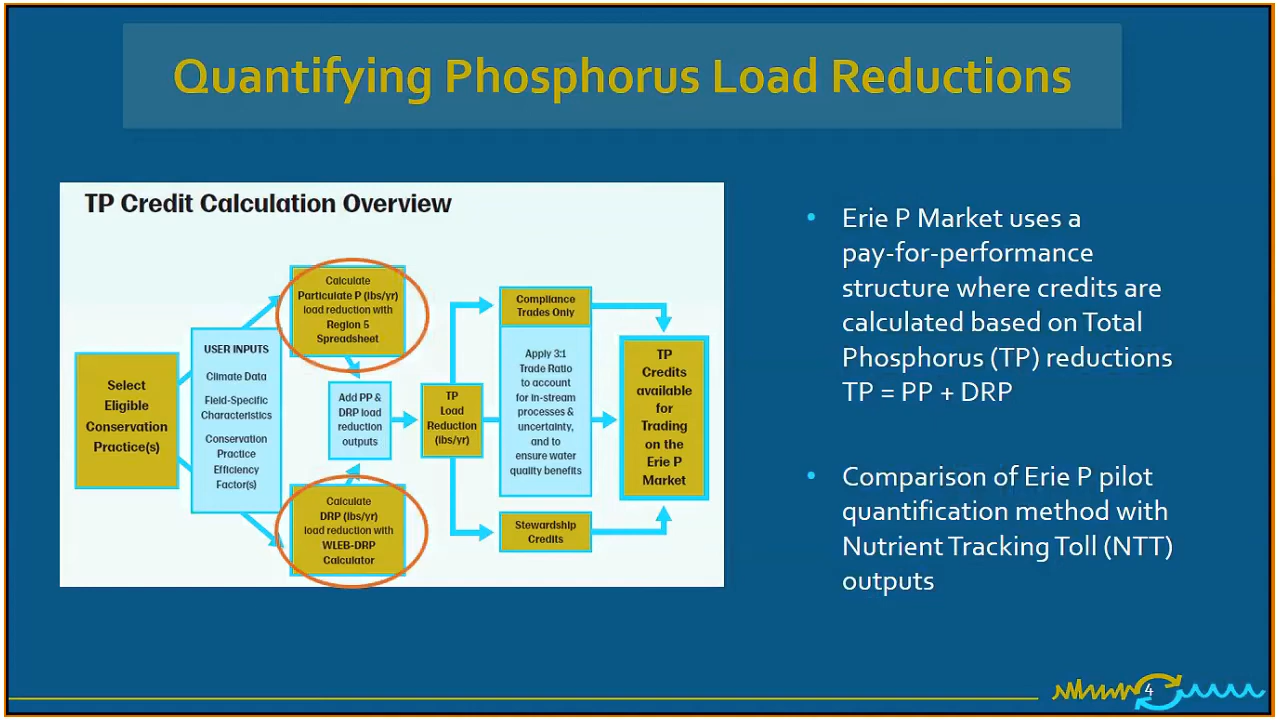 Quantifying Phosphorus Load Reductions
TP Credit Calculation Overview
Select
Eligible
Conservation
Practice(s)
USER INPUTS
Climate Data
Field-Specific
Characteristics
Conservation
Practice
Efficiency
Factor(s)
Calculate
Particulate P (lbs/yr)
load reduction with
Region 5
Spreadsheet
Add PP &
DRP load
reduction
outputs
Calculate
DRP (lbs/yr)
load reduction with
WLEB-DRP
Calculator
TP
Load
Reduction
(lbs/yr)
Compliance
Trades Only
Apply 3:1
Trade Ratio
to account
for in-stream
processes &
uncertainty,
and to
ensure water
quality benefits
Stewardship
Credits
TP
Credits
available
for
Trading
on the
Erie P
Market
• Erie P Market uses a
pay-for-performance
structure where credits are
calculated based on Total
Phosphorus (TP) reductions
TP = PP + DRP
• Comparison of Erie P pilot
quantification method with
Nutrient Tracking Toll (NTT)
outputs
4